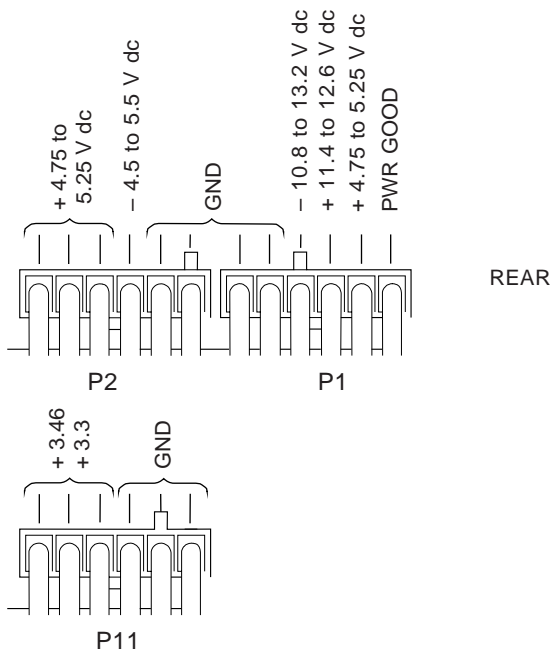 + 4.75 to
5.25 V dc
– 4.5 to 5.5 V dc
GND
– 10.8 to 13.2 V dc
+ 11.4 to 12.6 V dc
+ 4.75 to 5.25 V dc
PWR GOOD
REAR
P2
P1
+ 3.46
+ 3.3
GND
P11